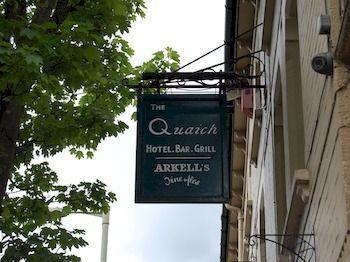 THE
Quaich
HOTEL.BAR.GRILL
ARKELL'S
Fine Ales